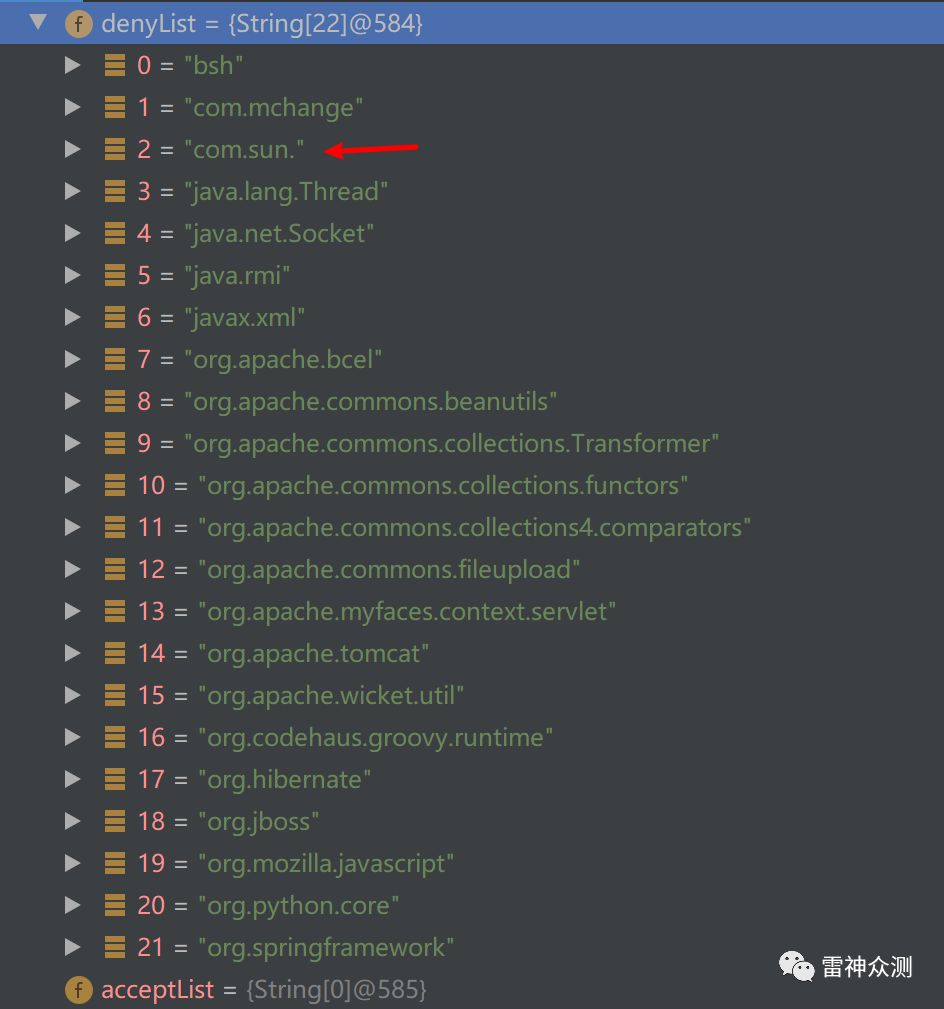 denyList = {String[22]@584}
0 = "bsh"
1 = "com.mchange"
2 = "com.sun."
3 = "java.lang.Thread"
4 = "java.net.Socket"
5 = "java.rmi"
6 = "javax.xml"
7 = "org.apache.bcel"
8 = "org.apache.commons.beanutils"
9 = "org.apache.commons.collections.Transformer"
10 = "org.apache.commons.collections.functors"
11 = "org.apache.commons.collections4.comparators"
12 = "org.apache.commons.fileupload"
13 = "org.apache.myfaces.context.servlet"
14 = "org.apache.tomcat"
15 = "org.apache.wicket.util"
16 = "org.codehaus.groovy.runtime"
17 = "org.hibernate"
18 = "org.jboss"
19 = "org.mozilla.javascript"
20 = "org.python.core"
21 = "org.springframework"
雷神众测
acceptList = {String[0]@585}